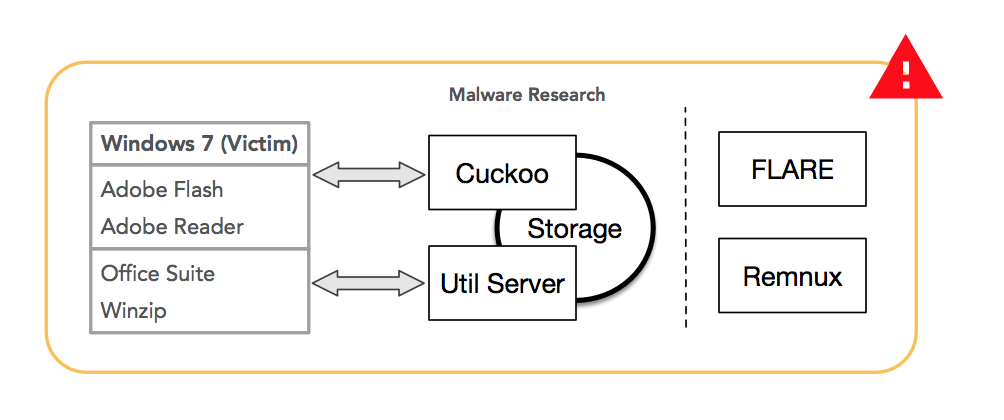 !
Malware Research
Windows 7 (Victim)
Adobe Flash
Adobe Reader
Office Suite
Winzip
Cuckoo
Storage
Util Server
FLARE
Remnux